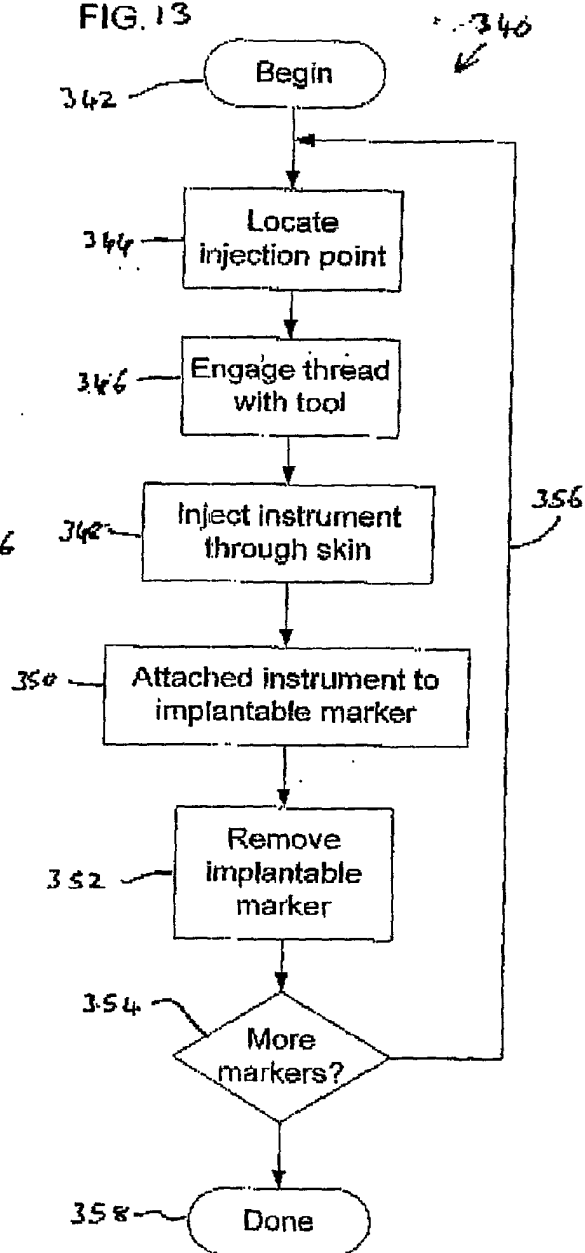 FIG. 13
340
342
Begin
344
Locate
injection point
346
Engage thread
with tool
348
Inject instrument
through skin
356
6
350
Attached instrument to
implantable marker
352
Remove
implantable
marker
354
More
markers?
358
Done